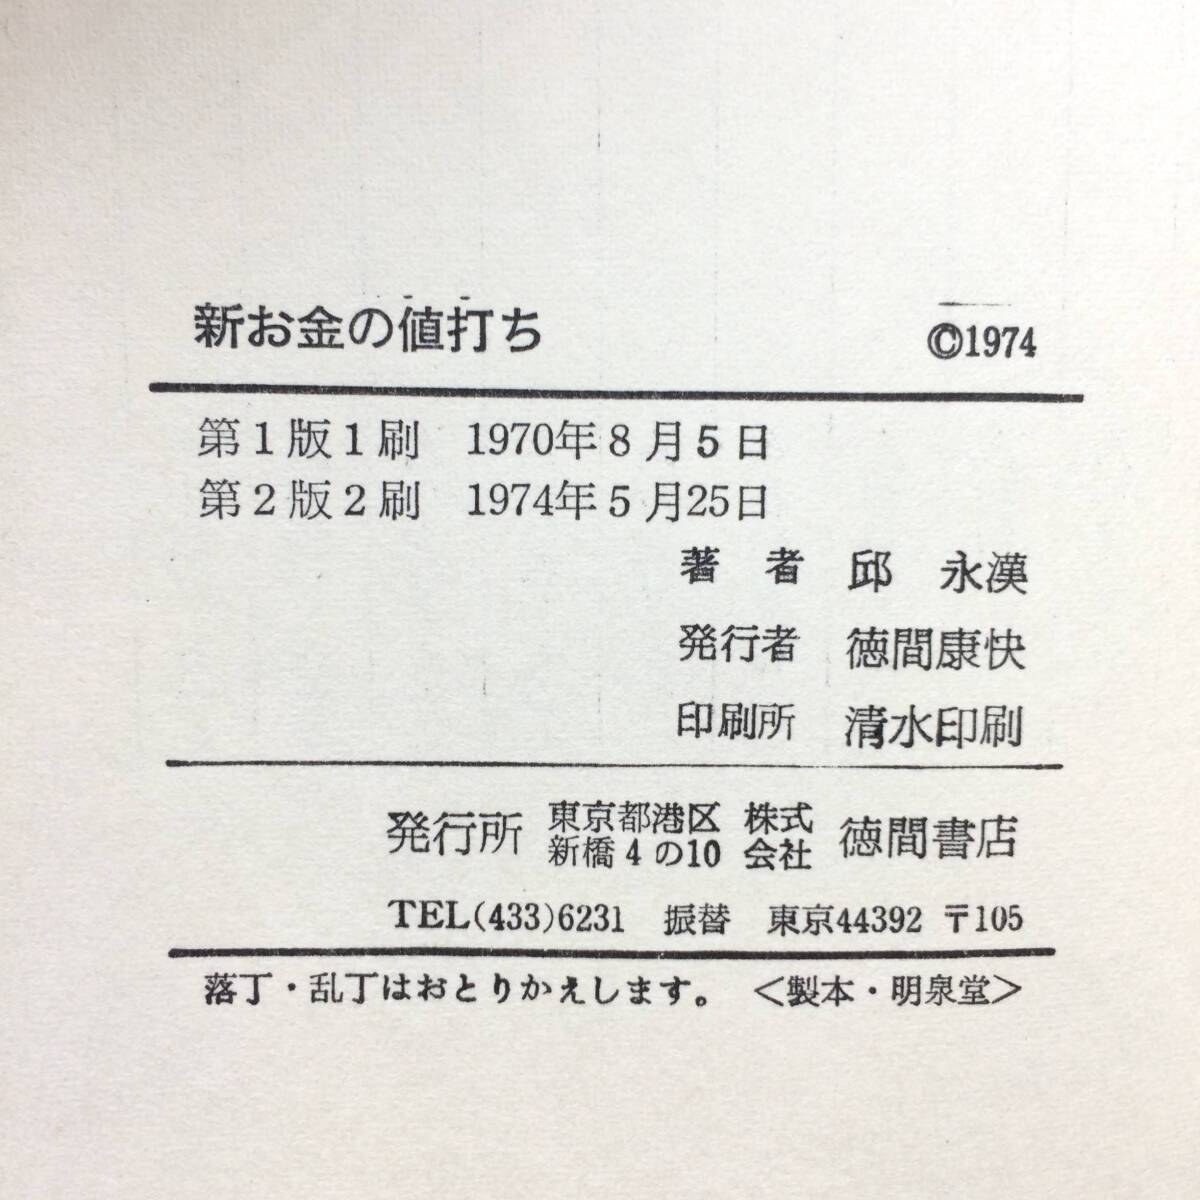 新お金の値打ち ©1974
第1版1刷 1970年8月5日
第2版2刷 1974年5月25日
著者 邱永漢
発行者 徳間康快
印刷所 清水印刷
発行所 東京都港区新橋4の10 株式会社 徳間書店
TEL(433)6231 振替 東京44392 〒105
落丁・乱丁はおとりかえします。 〈製本・明泉堂〉